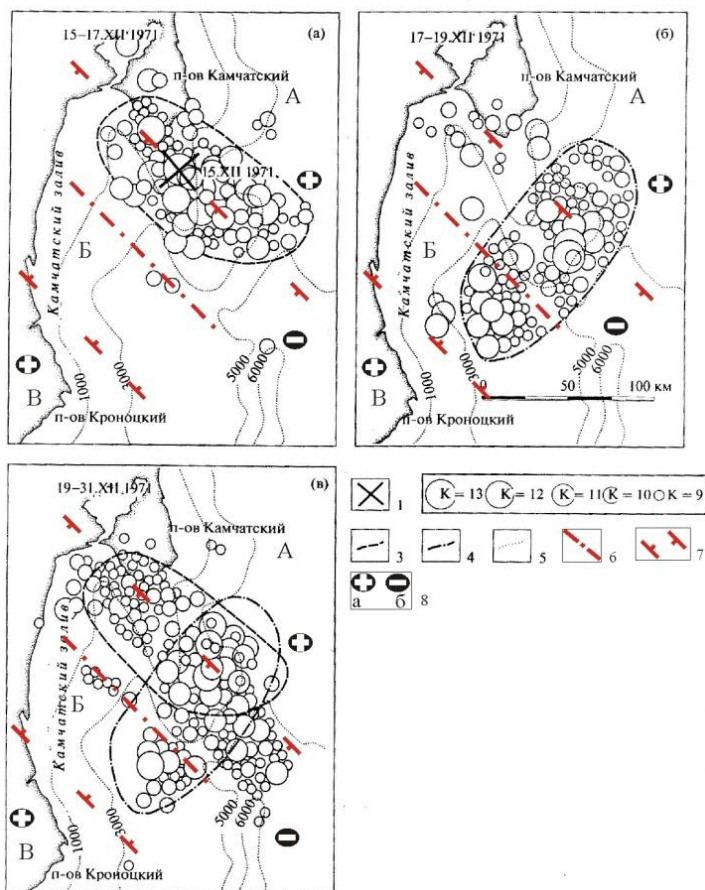 15–17.XII 1971
(а)
п-ов Камчатский
А
15.XII 1971
Камчатский залив
Б
В
1000
3000
5000
6000
п-ов Кроноцкий
17–19.XII 1971
(б)
п-ов Камчатский
А
Камчатский залив
Б
В
1000
3000
5000
6000
0 50 100 км
п-ов Кроноцкий
19–31.XII 1971
(в)
п-ов Камчатский
А
Камчатский залив
Б
В
1000
3000
5000
6000
п-ов Кроноцкий
1
К = 13 К = 12 К = 11 К = 10 К = 9
3 4 5 6 7
а б 8